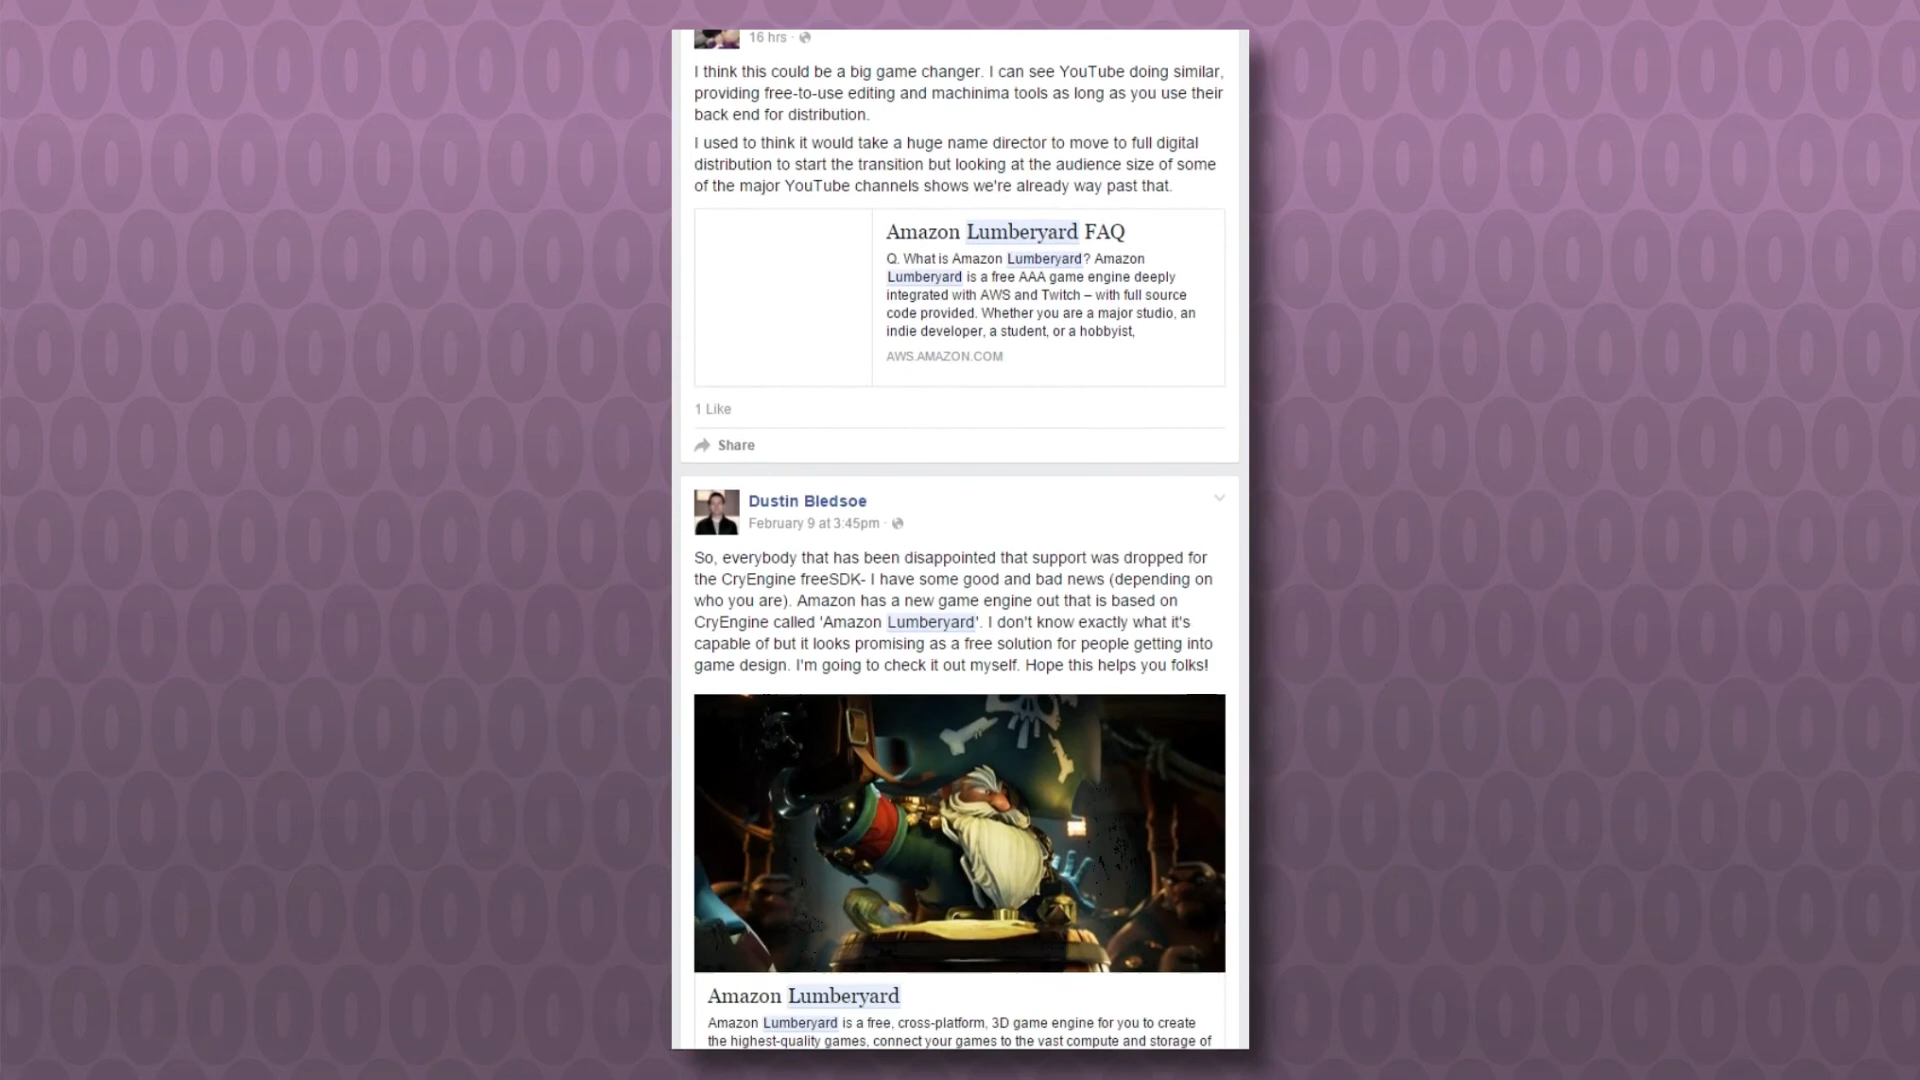 16 hrs ·
I think this could be a big game changer. I can see YouTube doing similar,
providing free-to-use editing and machinima tools as long as you use their
back end for distribution.
I used to think it would take a huge name director to move to full digital
distribution to start the transition but looking at the audience size of some
of the major YouTube channels shows we're already way past that.
Amazon Lumberyard FAQ
Q. What is Amazon Lumberyard? Amazon
Lumberyard is a free AAA game engine deeply
integrated with AWS and Twitch – with full source
code provided. Whether you are a major studio, an
indie developer, a student, or a hobbyist,
AWS.AMAZON.COM
1 Like
Share
Dustin Bledsoe
February 9 at 3:45pm ·
So, everybody that has been disappointed that support was dropped for
the CryEngine freeSDK- I have some good and bad news (depending on
who you are). Amazon has a new game engine out that is based on
CryEngine called 'Amazon Lumberyard'. I don't know exactly what it's
capable of but it looks promising as a free solution for people getting into
game design. I'm going to check it out myself. Hope this helps you folks!
Amazon Lumberyard
Amazon Lumberyard is a free, cross-platform, 3D game engine for you to create
the highest-quality games, connect your games to the vast compute and storage of